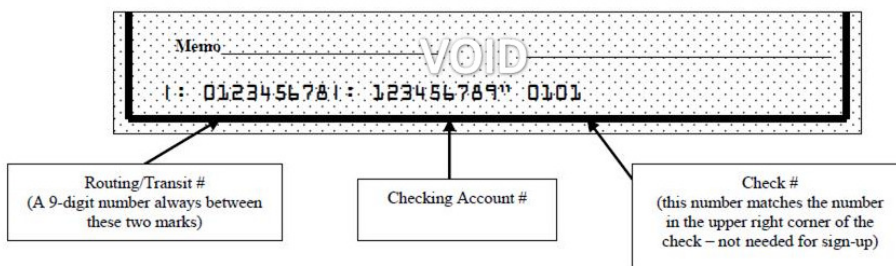 Memo
VOID
|: 012345678|: 123456789” 0101
Routing/Transit #
(A 9-digit number always between
these two marks)
Checking Account #
Check #
(this number matches the number
in the upper right corner of the
check – not needed for sign-up)